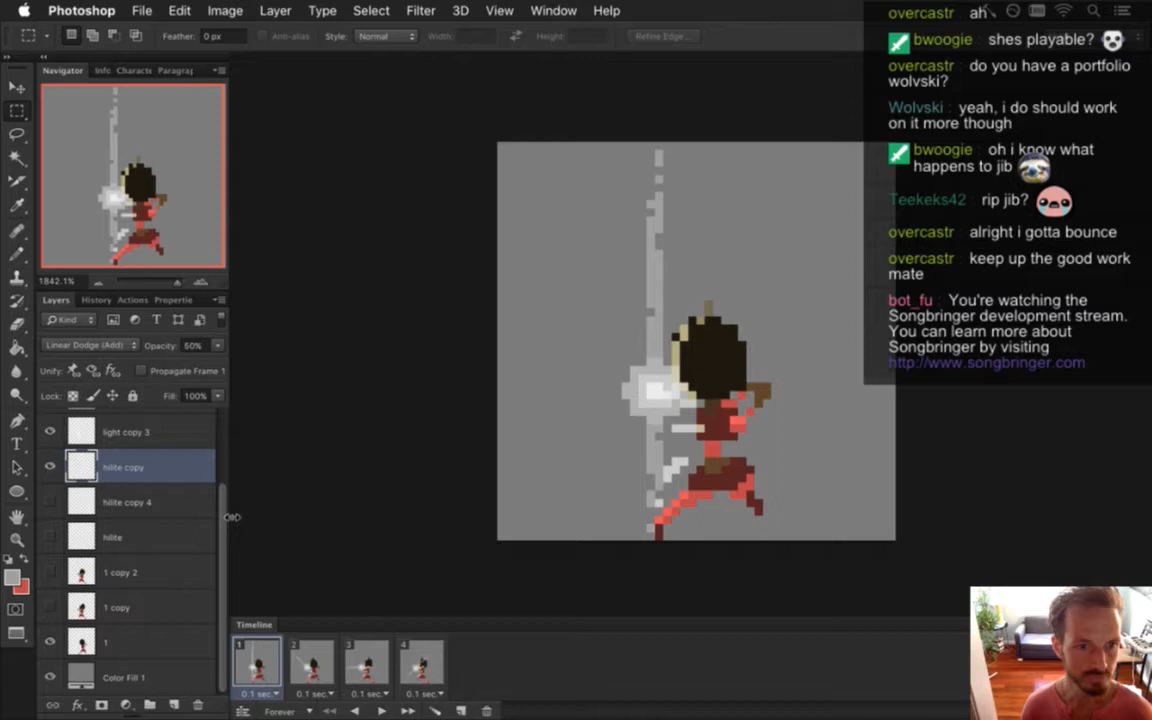 Photoshop File Edit Image Layer Type Select Filter 3D View Window Help
Feather: 0 px Anti-alias Style: Normal Width: Height: Refine Edge...
Navigator Info Characte Paragra
1842.1%
Layers History Actions Propertie
Kind
Linear Dodge (Add) Opacity: 50%
Unify: Propagate Frame 1
Lock: Fill: 100%
light copy 3
hilite copy
hilite copy 4
hilite
1 copy 2
1 copy
1
Color Fill 1
Timeline
1 2 3 4
0.1 sec. 0.1 sec. 0.1 sec. 0.1 sec.
Forever
overcastr ah
bwoogie shes playable?
overcastr do you have a portfolio
wolvski?
Wolvski yeah, i do should work
on it more though
bwoogie oh i know what
happens to jib
Teekeks42 rip jib?
overcastr alright i gotta bounce
overcastr keep up the good work
mate
bot_fu You're watching the
Songbringer development stream.
You can learn more about
Songbringer by visiting
http://www.songbringer.com